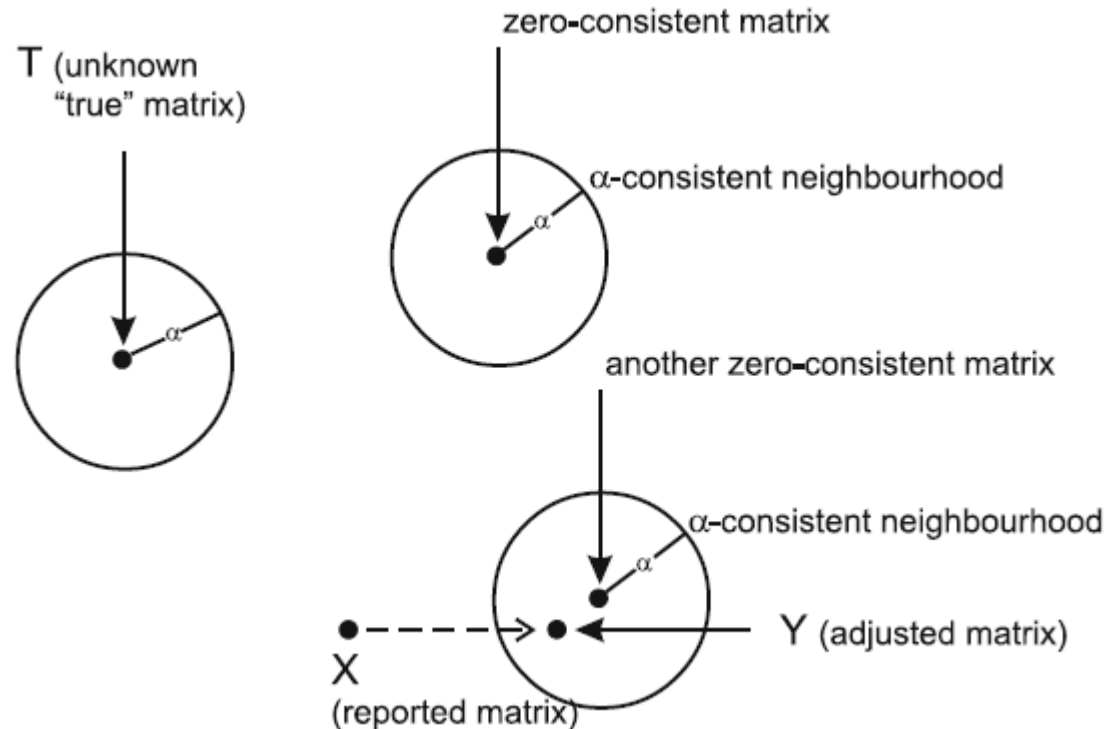 zero-consistent matrix
T (unknown
“true” matrix)
α-consistent neighbourhood
α
α
another zero-consistent matrix
α-consistent neighbourhood
α
Y (adjusted matrix)
X
(reported matrix)